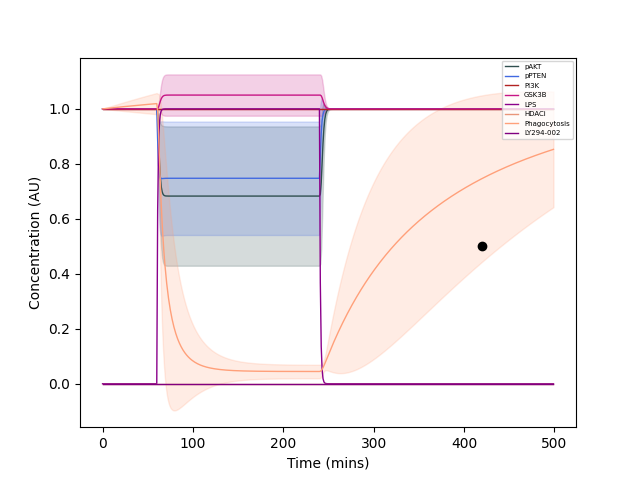 pAKT
pPTEN
PI3K
GSK3B
LPS
HDACi
Phagocytosis
LY294-002
Concentration (AU)
1.0
0.8
0.6
0.4
0.2
0.0
0 100 200 300 400 500
Time (mins)